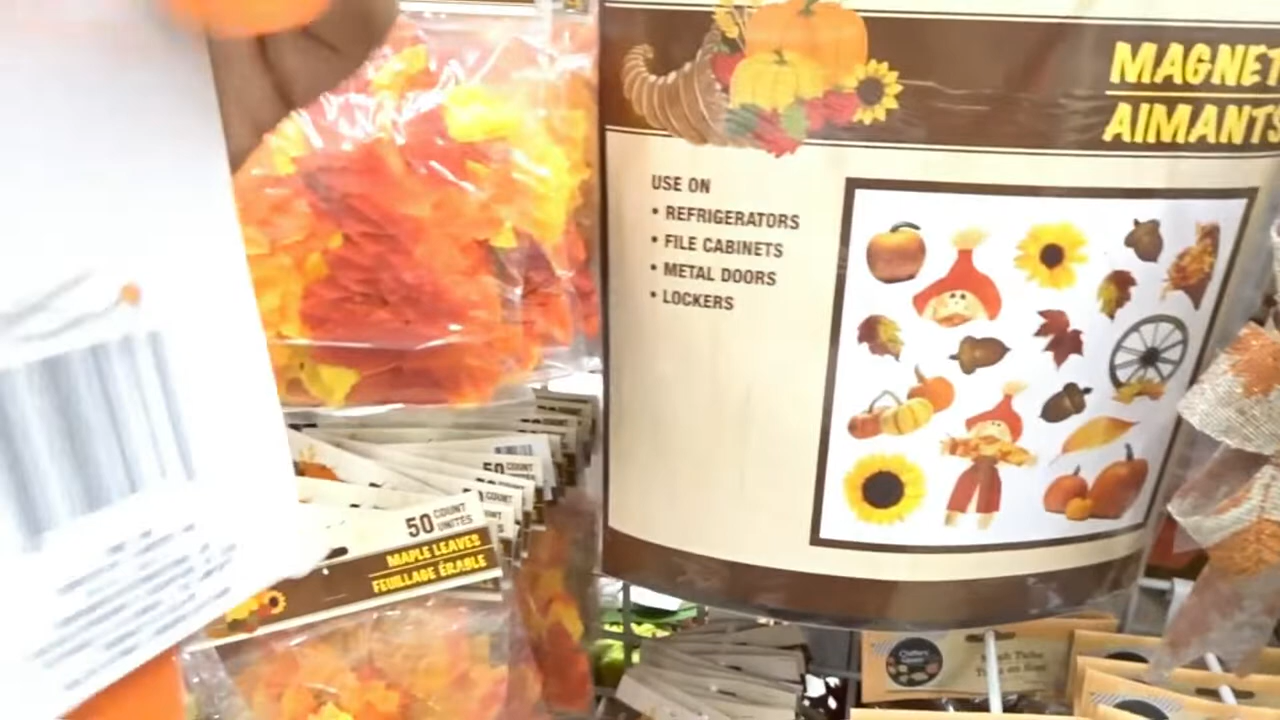 MAGNET
AIMANTS
USE ON
• REFRIGERATORS
• FILE CABINETS
• METAL DOORS
• LOCKERS
50 COUNT
UNITÉS
MAPLE LEAVES
FEUILLAGE ÉRABLE
50 COUNT